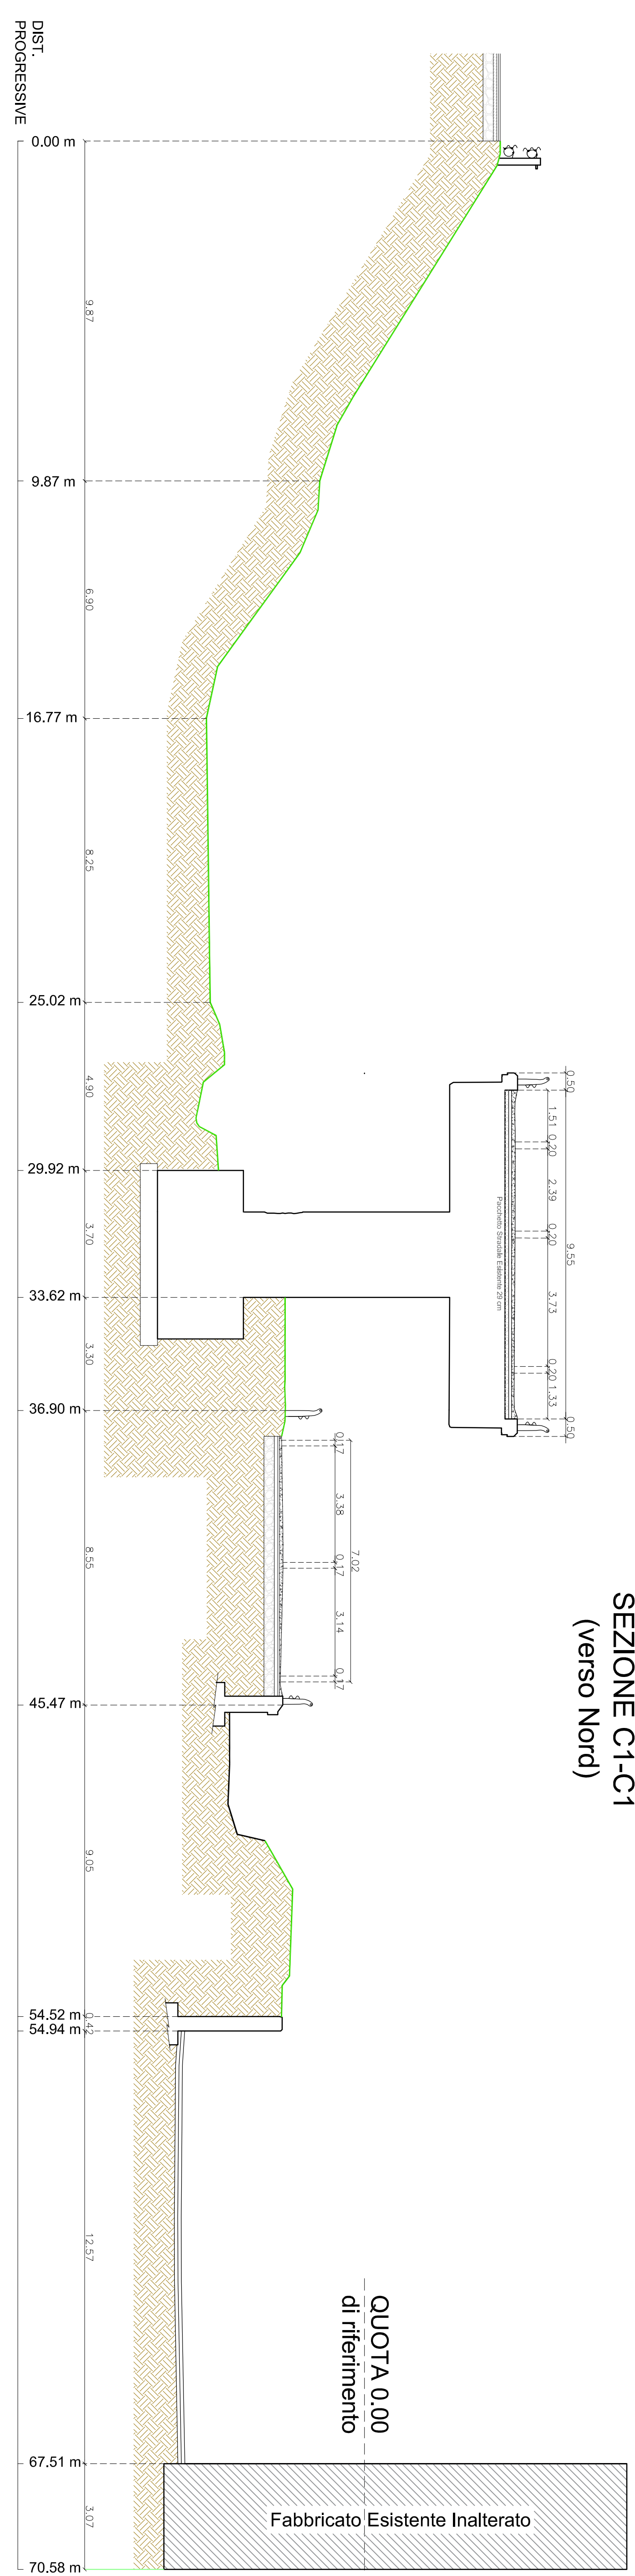 SEZIONE C1-C1
(verso Nord)
0.50
9.55
0.50
1.51
0.20
2.39
0.20
3.73
0.20
1.33
Pacchetto Stradale Esistente 29 cm
QUOTA 0.00
di riferimento
7.02
0.17
3.38
0.17
3.14
0.17
Fabbricato Esistente Inalterato
9.87
6.90
8.25
4.90
3.70
3.30
8.55
9.05
0.42
12.57
3.07
DIST.
PROGRESSIVE
0.00 m
9.87 m
16.77 m
25.02 m
29.92 m
33.62 m
36.90 m
45.47 m
54.52 m
54.94 m
67.51 m
70.58 m